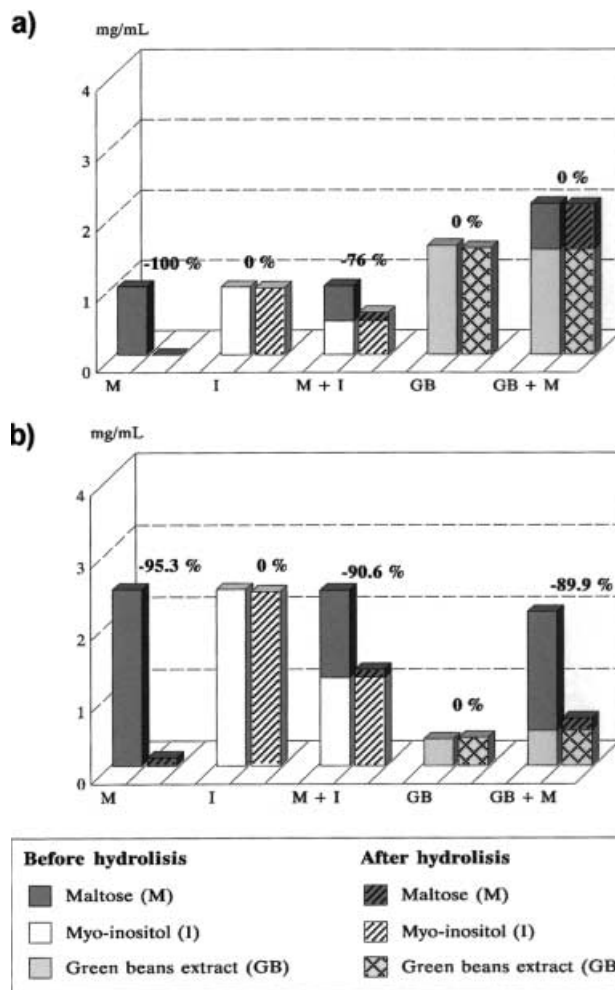 a)
mg/mL
4
3
2
1
0
-100 %
0 %
-76 %
0 %
0 %
M
I
M + I
GB
GB + M
b)
mg/mL
4
3
2
1
0
-95.3 %
0 %
-90.6 %
0 %
-89.9 %
M
I
M + I
GB
GB + M
Before hydrolisis
Maltose (M)
Myo-inositol (I)
Green beans extract (GB)
After hydrolisis
Maltose (M)
Myo-inositol (I)
Green beans extract (GB